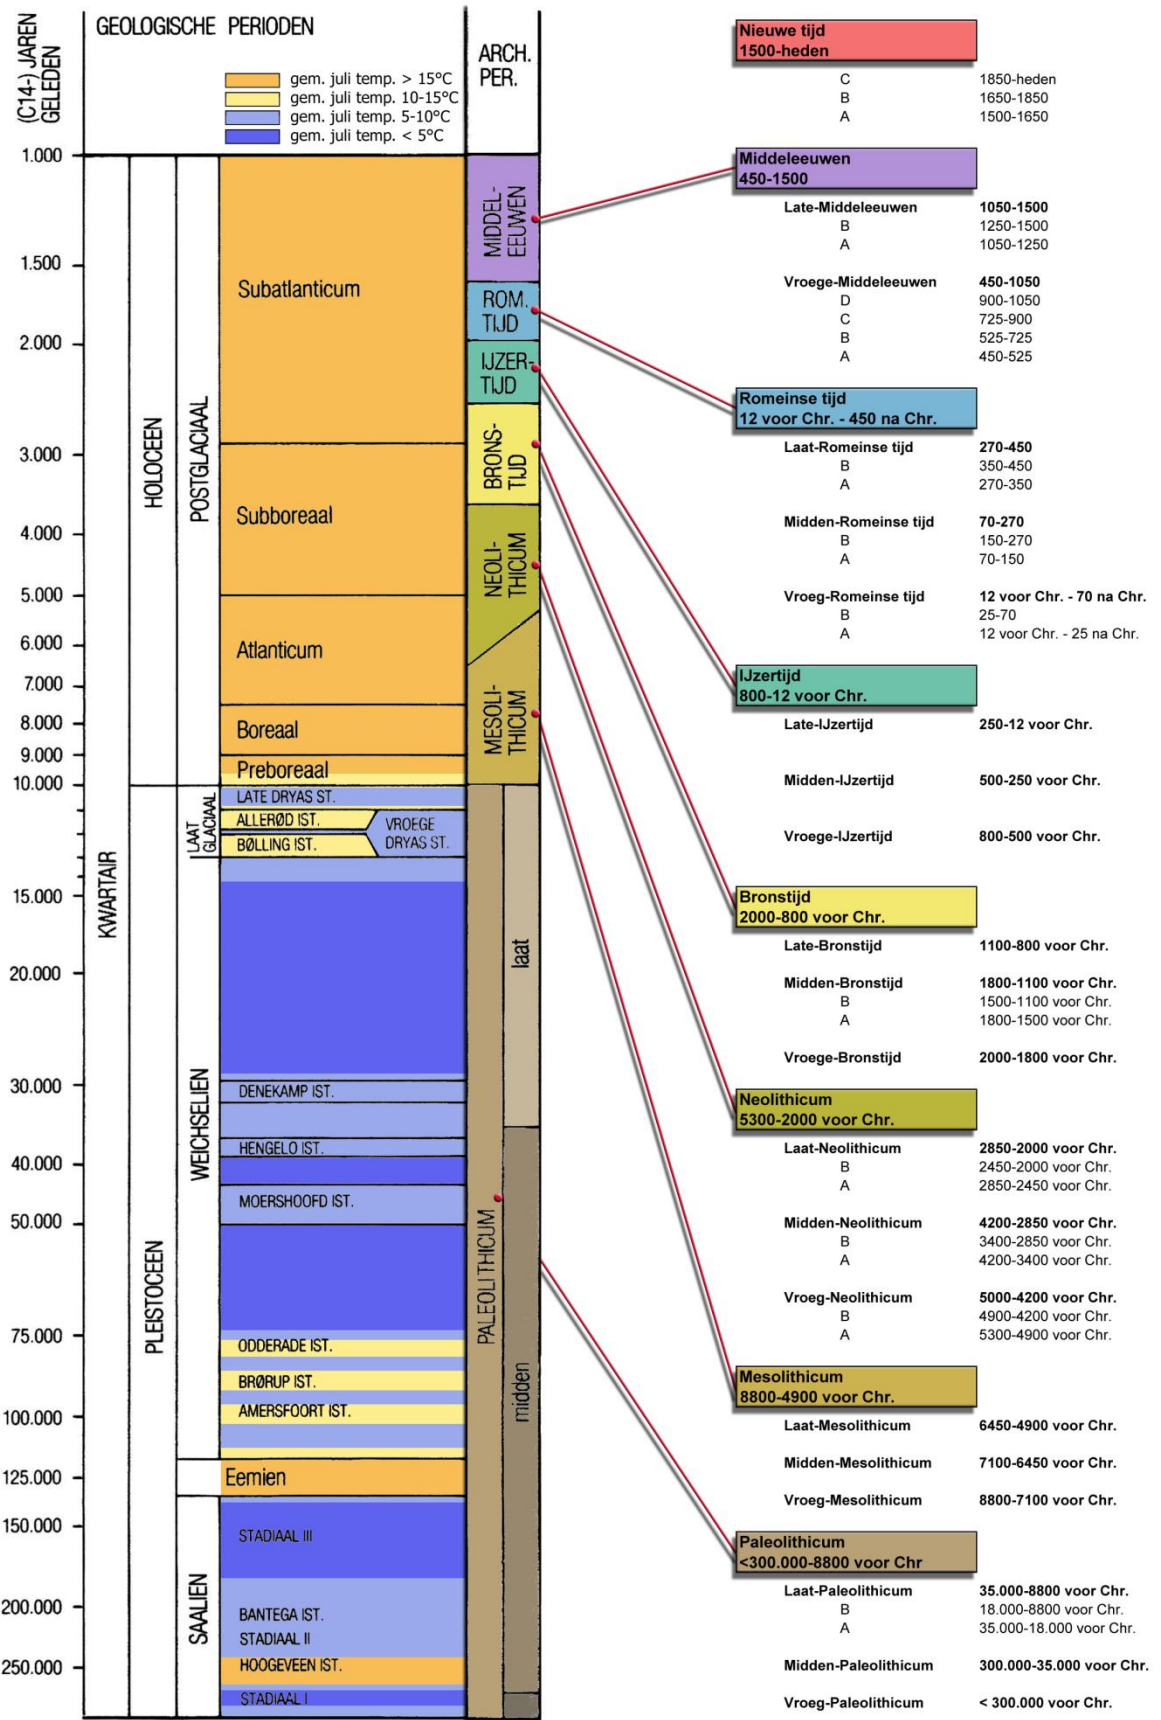 (C14-) JAREN
GELEDEN
GEOLOGISCHE PERIODEN
gem. juli temp. > 15°C
gem. juli temp. 10-15°C
gem. juli temp. 5-10°C
gem. juli temp. < 5°C
ARCH.
PER.
1.000
1.500
2.000
3.000
4.000
5.000
6.000
7.000
8.000
9.000
10.000
15.000
20.000
30.000
40.000
50.000
75.000
100.000
125.000
150.000
200.000
250.000
KWARTAIR
HOLOCEEN
PLEISTOCEEN
POSTGLACIAAL
LAAT
GLACIAAL
WEICHSELIEN
SAALIEN
Subatlanticum
Subboreaal
Atlanticum
Boreaal
Preboreaal
LATE DRYAS ST.
ALLERØD IST.
VROEGE
DRYAS ST.
BØLLING IST.
DENEKAMP IST.
HENGELO IST.
MOERSHOOFD IST.
ODDERADE IST.
BRØRUP IST.
AMERSFOORT IST.
Eemien
STADIAAL III
BANTEGA IST.
STADIAAL II
HOOGEVEEN IST.
STADIAAL I
MIDDEL-
EEUWEN
ROM.
TIJD
IJZER-
TIJD
BRONS-
TIJD
NEOLI-
THICUM
MESOLI-
THICUM
PALEOLITHICUM
laat
midden
Nieuwe tijd
1500-heden
C 1850-heden
B 1650-1850
A 1500-1650
Middeleeuwen
450-1500
Late-Middeleeuwen 1050-1500
B 1250-1500
A 1050-1250
Vroege-Middeleeuwen 450-1050
D 900-1050
C 725-900
B 525-725
A 450-525
Romeinse tijd
12 voor Chr. - 450 na Chr.
Laat-Romeinse tijd 270-450
B 350-450
A 270-350
Midden-Romeinse tijd 70-270
B 150-270
A 70-150
Vroeg-Romeinse tijd 12 voor Chr. - 70 na Chr.
B 25-70
A 12 voor Chr. - 25 na Chr.
IJzertijd
800-12 voor Chr.
Late-IJzertijd 250-12 voor Chr.
Midden-IJzertijd 500-250 voor Chr.
Vroege-IJzertijd 800-500 voor Chr.
Bronstijd
2000-800 voor Chr.
Late-Bronstijd 1100-800 voor Chr.
Midden-Bronstijd 1800-1100 voor Chr.
B 1500-1100 voor Chr.
A 1800-1500 voor Chr.
Vroege-Bronstijd 2000-1800 voor Chr.
Neolithicum
5300-2000 voor Chr.
Laat-Neolithicum 2850-2000 voor Chr.
B 2450-2000 voor Chr.
A 2850-2450 voor Chr.
Midden-Neolithicum 4200-2850 voor Chr.
B 3400-2850 voor Chr.
A 4200-3400 voor Chr.
Vroeg-Neolithicum 5000-4200 voor Chr.
B 4900-4200 voor Chr.
A 5300-4900 voor Chr.
Mesolithicum
8800-4900 voor Chr.
Laat-Mesolithicum 6450-4900 voor Chr.
Midden-Mesolithicum 7100-6450 voor Chr.
Vroeg-Mesolithicum 8800-7100 voor Chr.
Paleolithicum
<300.000-8800 voor Chr
Laat-Paleolithicum 35.000-8800 voor Chr.
B 18.000-8800 voor Chr.
A 35.000-18.000 voor Chr.
Midden-Paleolithicum 300.000-35.000 voor Chr.
Vroeg-Paleolithicum < 300.000 voor Chr.